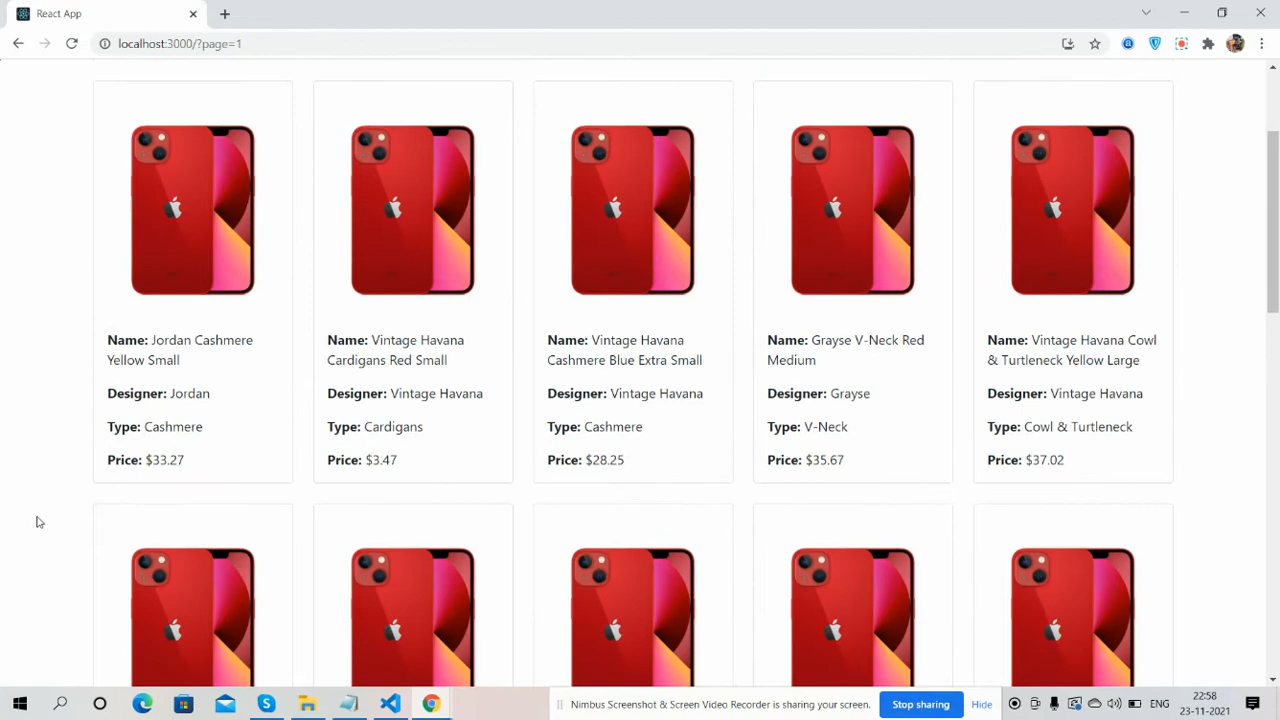 React App
localhost:3000/?page=1
Name: Jordan Cashmere
Yellow Small
Designer: Jordan
Type: Cashmere
Price: $33.27
Name: Vintage Havana
Cardigans Red Small
Designer: Vintage Havana
Type: Cardigans
Price: $3.47
Name: Vintage Havana
Cashmere Blue Extra Small
Designer: Vintage Havana
Type: Cashmere
Price: $28.25
Name: Grayse V-Neck Red
Medium
Designer: Grayse
Type: V-Neck
Price: $35.67
Name: Vintage Havana Cowl
& Turtleneck Yellow Large
Designer: Vintage Havana
Type: Cowl & Turtleneck
Price: $37.02
Nimbus Screenshot & Screen Video Recorder is sharing your screen.
Stop sharing
Hide
ENG
22:58
23-11-2021